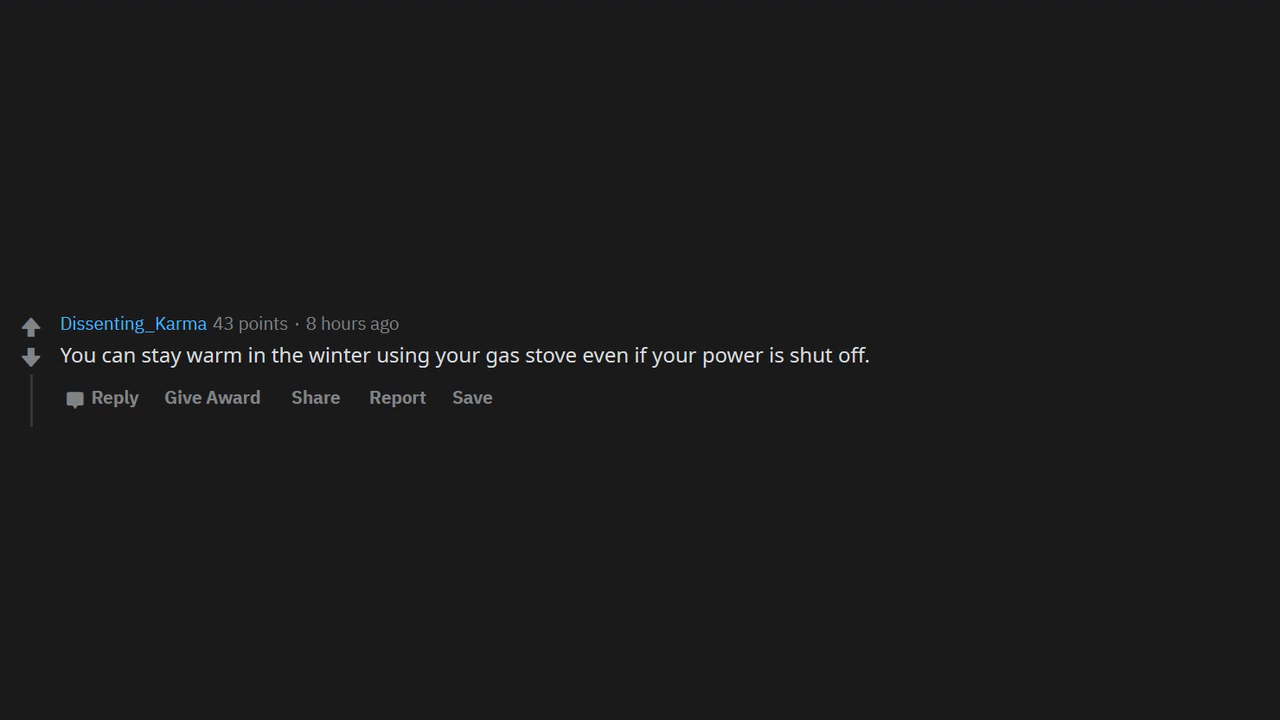 Dissenting_Karma 43 points · 8 hours ago
You can stay warm in the winter using your gas stove even if your power is shut off.
Reply Give Award Share Report Save